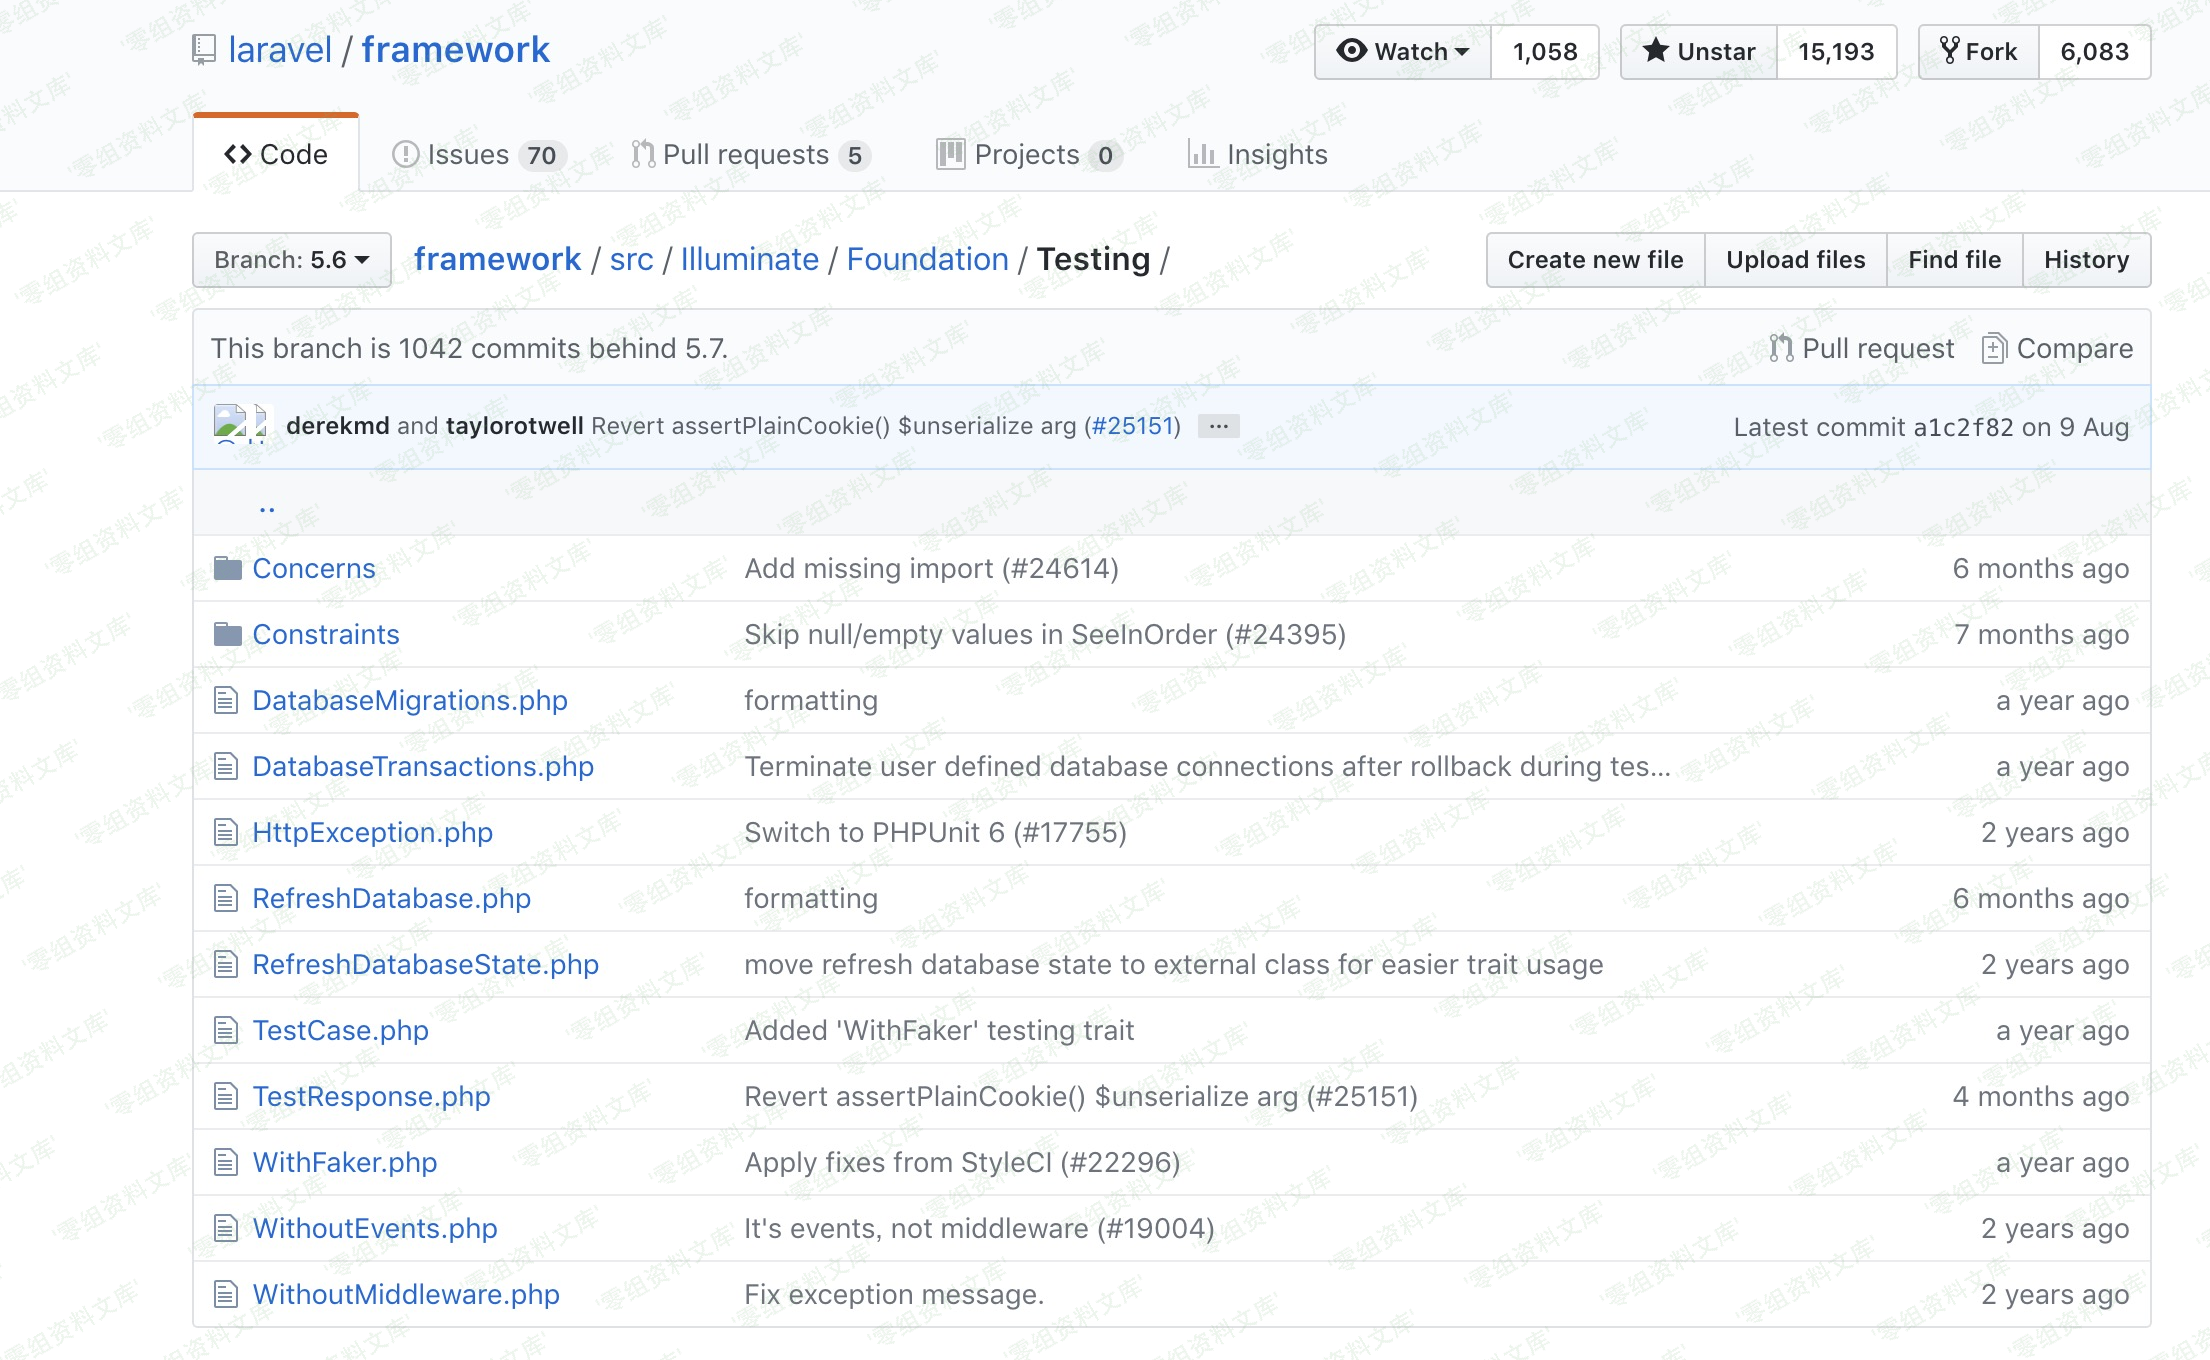 laravel / framework
Watch 1,058 Unstar 15,193 Fork 6,083
Code Issues 70 Pull requests 5 Projects 0 Insights
Branch: 5.6 framework / src / Illuminate / Foundation / Testing / Create new file Upload files Find file History
This branch is 1042 commits behind 5.7. Pull request Compare
derekmd and taylorotwell Revert assertPlainCookie() $unserialize arg (#25151) ... Latest commit a1c2f82 on 9 Aug
..
Concerns Add missing import (#24614) 6 months ago
Constraints Skip null/empty values in SeeInOrder (#24395) 7 months ago
DatabaseMigrations.php formatting a year ago
DatabaseTransactions.php Terminate user defined database connections after rollback during tes... a year ago
HttpException.php Switch to PHPUnit 6 (#17755) 2 years ago
RefreshDatabase.php formatting 6 months ago
RefreshDatabaseState.php move refresh database state to external class for easier trait usage 2 years ago
TestCase.php Added 'WithFaker' testing trait a year ago
TestResponse.php Revert assertPlainCookie() $unserialize arg (#25151) 4 months ago
WithFaker.php Apply fixes from StyleCI (#22296) a year ago
WithoutEvents.php It's events, not middleware (#19004) 2 years ago
WithoutMiddleware.php Fix exception message. 2 years ago
'零组资料文库'